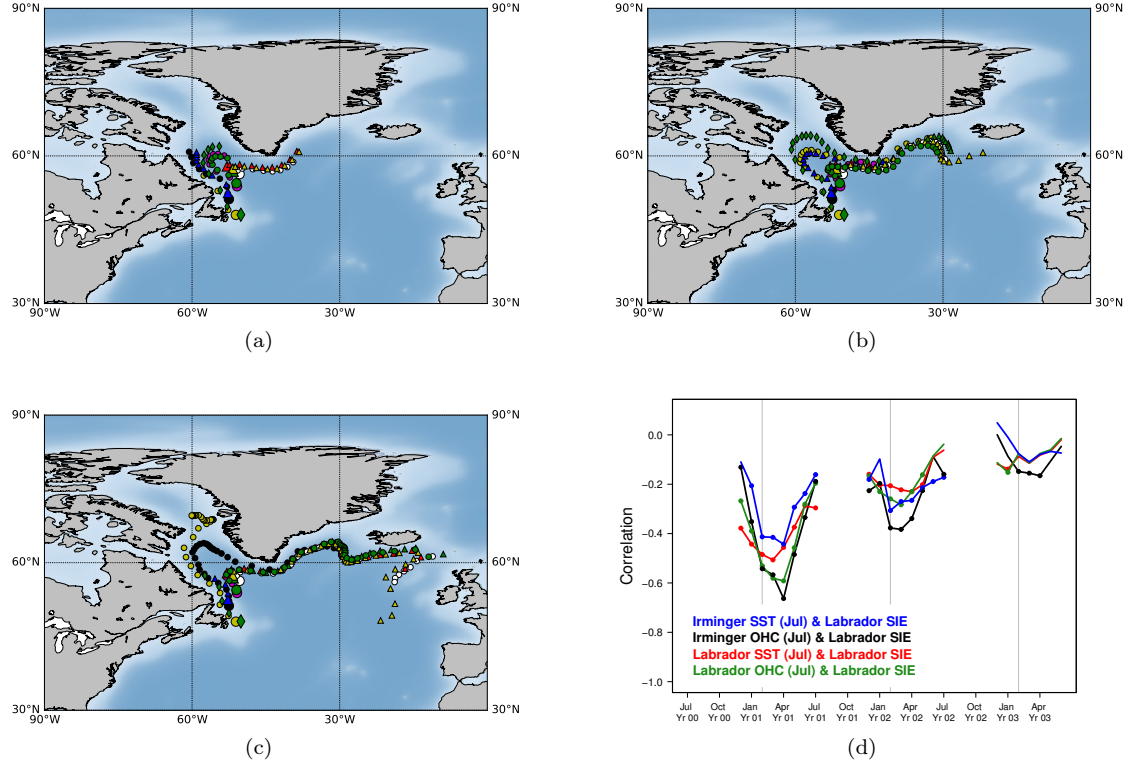 90°N 90°N 90°N 90°N
60°N 60°N
30°N 30°N 30°N 30°N
90°W 60°W 30°W 90°W 60°W 30°W
(a) (b)
90°N 90°N
60°N 60°N
30°N 30°N
90°W 60°W 30°W
(c)
Correlation
0.0
−0.2
−0.4
−0.6
−0.8
−1.0
Irminger SST (Jul) & Labrador SIE
Irminger OHC (Jul) & Labrador SIE
Labrador SST (Jul) & Labrador SIE
Labrador OHC (Jul) & Labrador SIE
Jul Oct Jan Apr Jul Oct Jan Apr Jul Oct Jan Apr
Yr 00 Yr 00 Yr 01 Yr 01 Yr 01 Yr 01 Yr 02 Yr 02 Yr 02 Yr 02 Yr 03 Yr 03
(d)